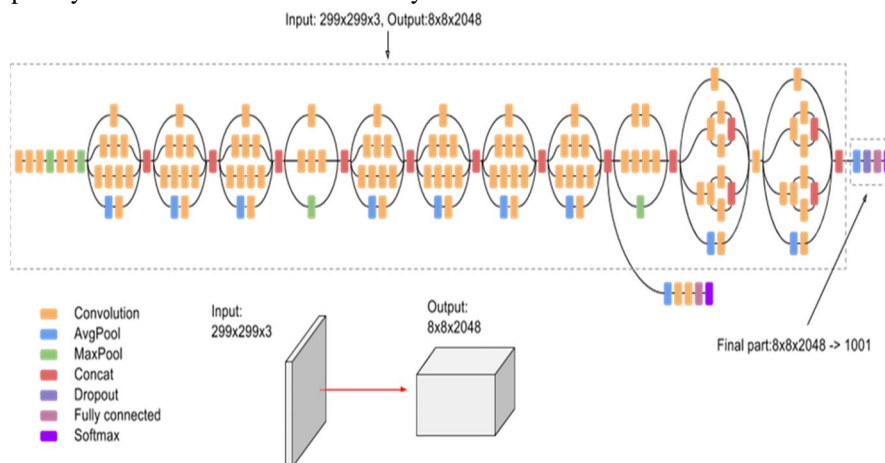 Input: 299x299x3, Output:8x8x2048
Convolution
AvgPool
MaxPool
Concat
Dropout
Fully connected
Softmax
Input:
299x299x3
Output:
8x8x2048
Final part:8x8x2048 -> 1001